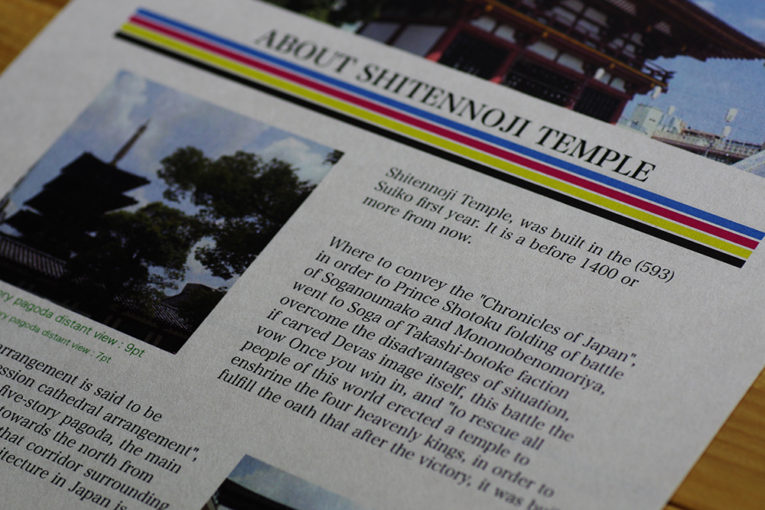 ABOUT SHITENNOJI TEMPLE
Shitennoji Temple, was built in the (593)
Suiko first year. It is a before 1400 or
more from now.
Where to convey the "Chronicles of Japan",
in order to Prince Shotoku folding of battle
of Soganoumako and Mononobenomoriya,
went to Soga of Takashi-botoke faction
overcome the disadvantages of situation,
if carved Devas image itself, this battle the
vow Once you win in, and "to rescue all
people of this world erected a temple to
enshrine the four heavenly kings, in order to
fulfill the oath that after the victory, it was
pagoda distant view : 9pt
pagoda distant view : 7pt
arrangement is said to be
cathedral arrangement",
five-story pagoda, the main
towards the north from
that corridor surrounding
in Japan is